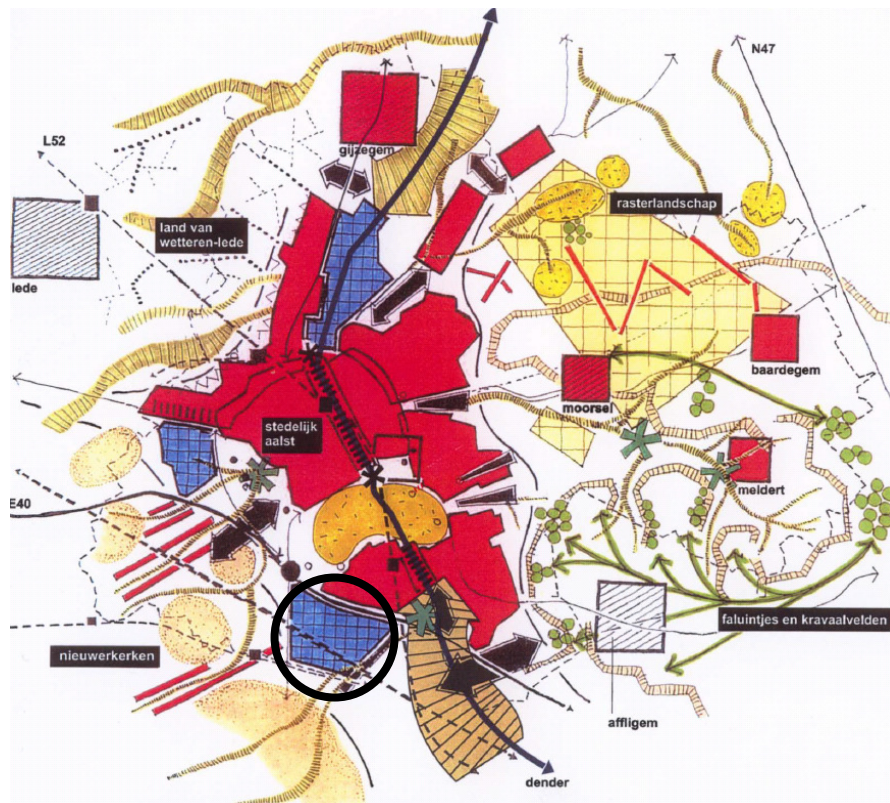 N47
L52
gijzegem
rasterlandschap
land van
wetteren-lede
lede
baardegem
moorsel
stedelijk
aalst
meldert
E40
faluintjes en kravaalvelden
nieuwerkerken
affligem
dender